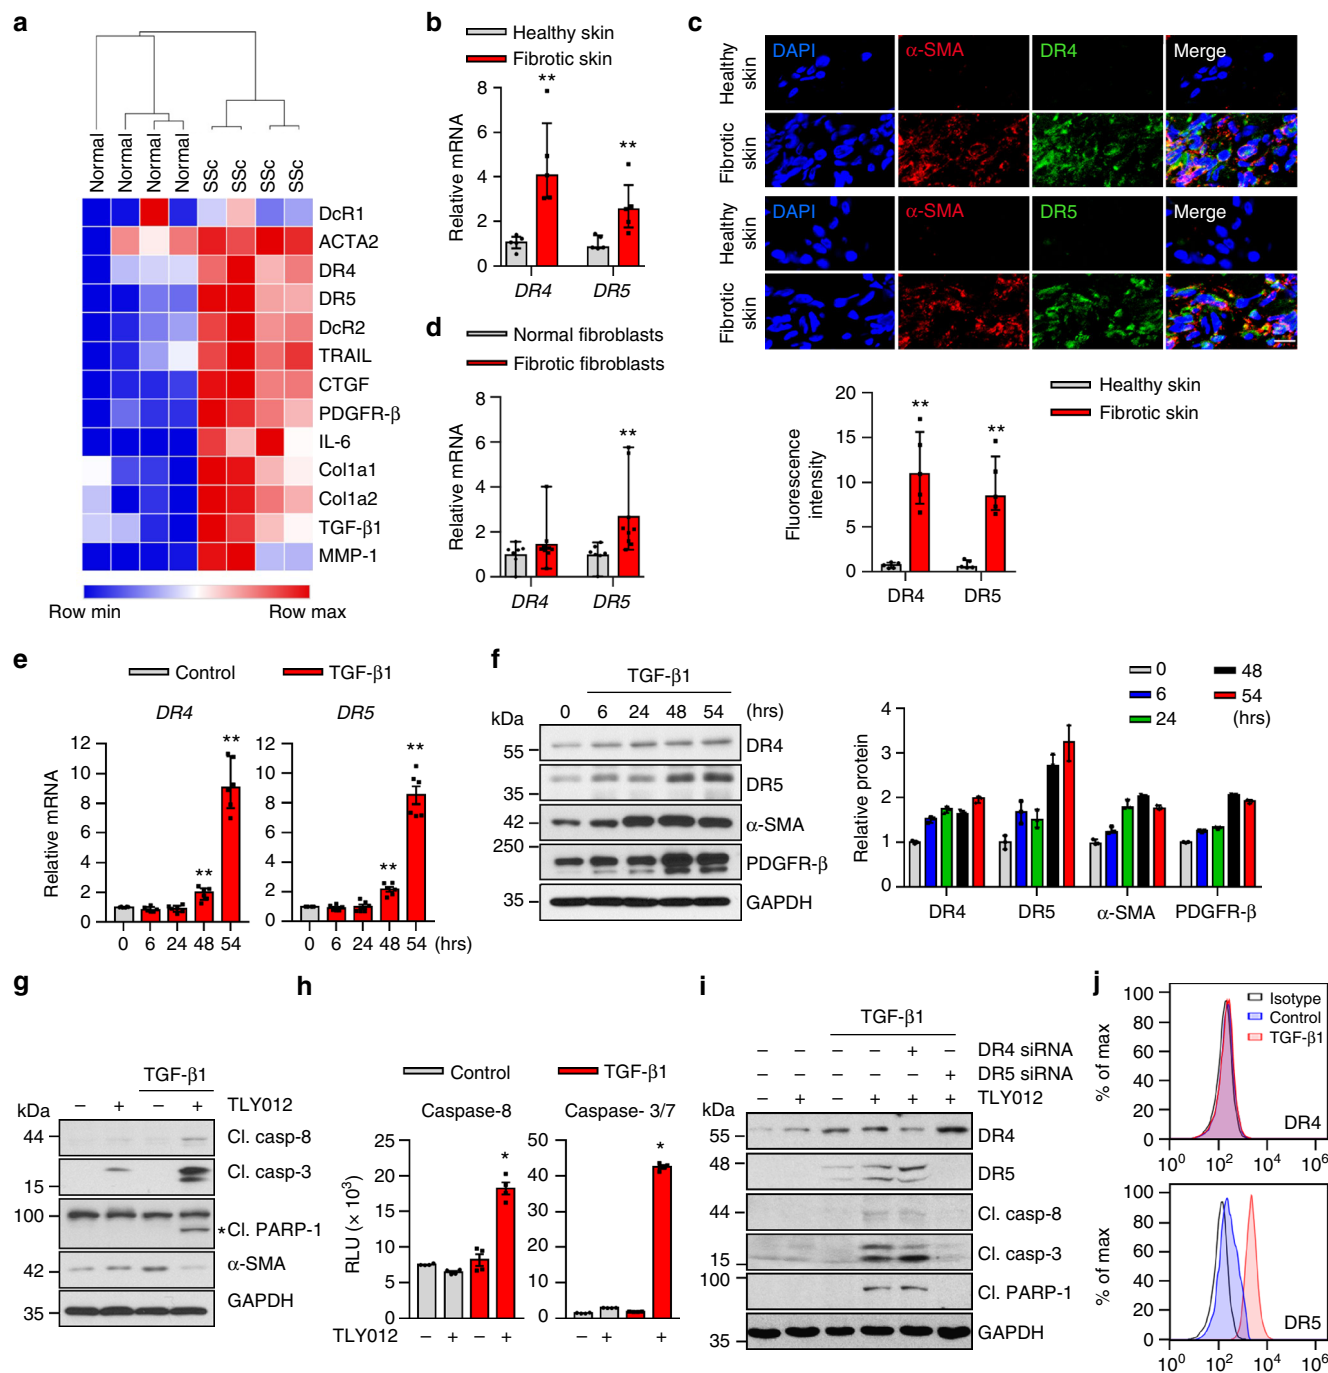 a
Normal
Normal
Normal
Normal
SSc
SSc
SSc
SSc
DcR1
ACTA2
DR4
DR5
DcR2
TRAIL
CTGF
PDGFR-β
IL-6
Col1a1
Col1a2
TGF-β1
MMP-1
Row min Row max
b
Healthy skin
Fibrotic skin
Relative mRNA
8
6
4
2
0
**
**
DR4 DR5
c
Healthy skin
DAPI α-SMA DR4 Merge
Fibrotic skin
Healthy skin
DAPI α-SMA DR5 Merge
Fibrotic skin
Healthy skin
Fibrotic skin
Fluorescence intensity
20
15
10
5
0
**
**
DR4 DR5
d
Normal fibroblasts
Fibrotic fibroblasts
Relative mRNA
8
6
4
2
0
**
DR4 DR5
e
Control TGF-β1
DR4 DR5
Relative mRNA
12
10
8
6
4
2
0
**
**
0 6 24 48 54
12
10
8
6
4
2
0
**
**
0 6 24 48 54 (hrs)
f
TGF-β1
kDa 0 6 24 48 54 (hrs)
55 DR4
35 DR5
42 α-SMA
250 PDGFR-β
35 GAPDH
0 48
6 54
24 (hrs)
Relative protein
4
3
2
1
0
DR4 DR5 α-SMA PDGFR-β
g
TGF-β1
kDa – + – + TLY012
44 Cl. casp-8
15 Cl. casp-3
100 *Cl. PARP-1
42 α-SMA
35 GAPDH
h
Control TGF-β1
Caspase-8 Caspase- 3/7
RLU (× 10³)
25
20
15
10
5
0
*
50
40
30
20
10
0
*
TLY012 – + – + – + +
i
TGF-β1
– – – – + DR4 siRNA
– – – – – + DR5 siRNA
– + – + + + TLY012
kDa
55 DR4
48 DR5
44 Cl. casp-8
15 Cl. casp-3
100 Cl. PARP-1
35 GAPDH
j
% of max
100
80
60
40
20
0
Isotype
Control
TGF-β1
DR4
10⁰ 10² 10⁴ 10⁶
% of max
100
80
60
40
20
0
DR5
10⁰ 10² 10⁴ 10⁶